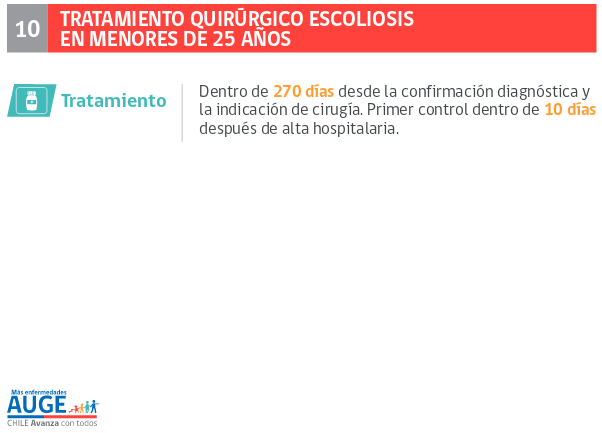 10
TRATAMIENTO QUIRÚRGICO ESCOLIOSIS
EN MENORES DE 25 AÑOS
Tratamiento
Dentro de 270 días desde la confirmación diagnóstica y
la indicación de cirugía. Primer control dentro de 10 días
después de alta hospitalaria.
Más enfermedades
AUGE
CHILE Avanza con todos